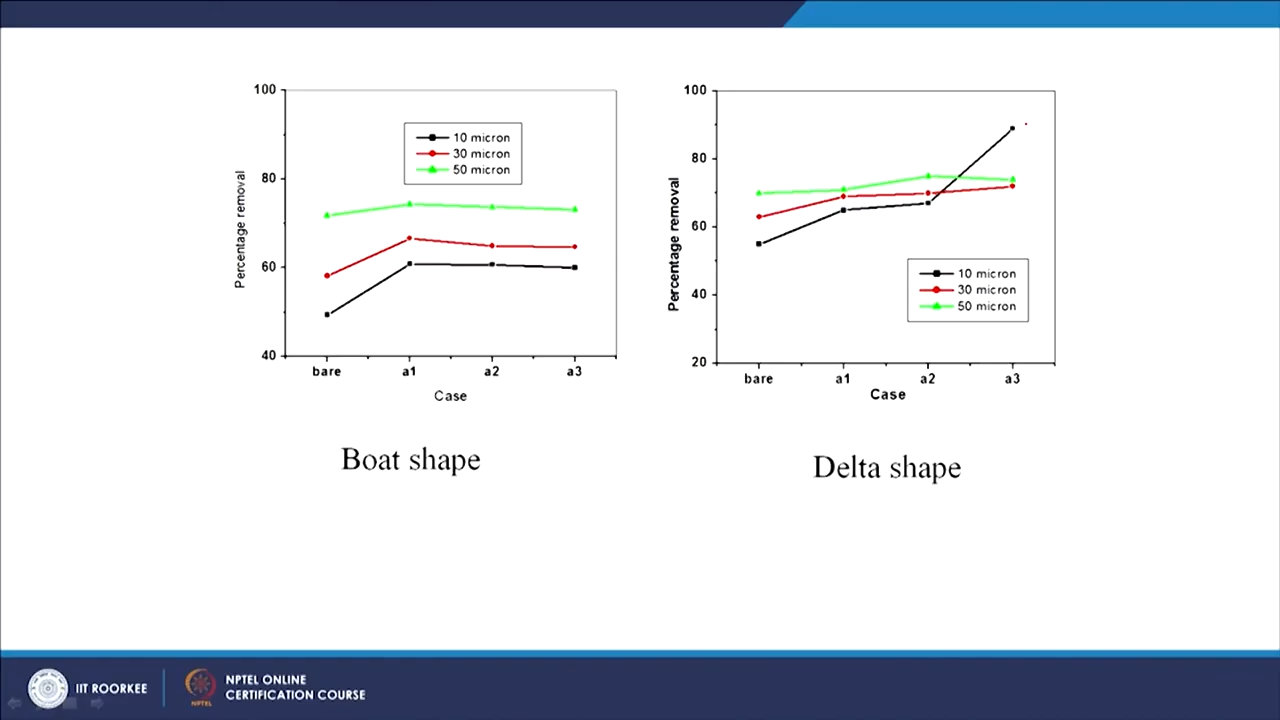 100
80
60
40
Percentage removal
10 micron
30 micron
50 micron
bare a1 a2 a3
Case
Boat shape
100
80
60
40
20
Percentage removal
10 micron
30 micron
50 micron
bare a1 a2 a3
Case
Delta shape
IIT ROORKEE
NPTEL
NPTEL ONLINE
CERTIFICATION COURSE